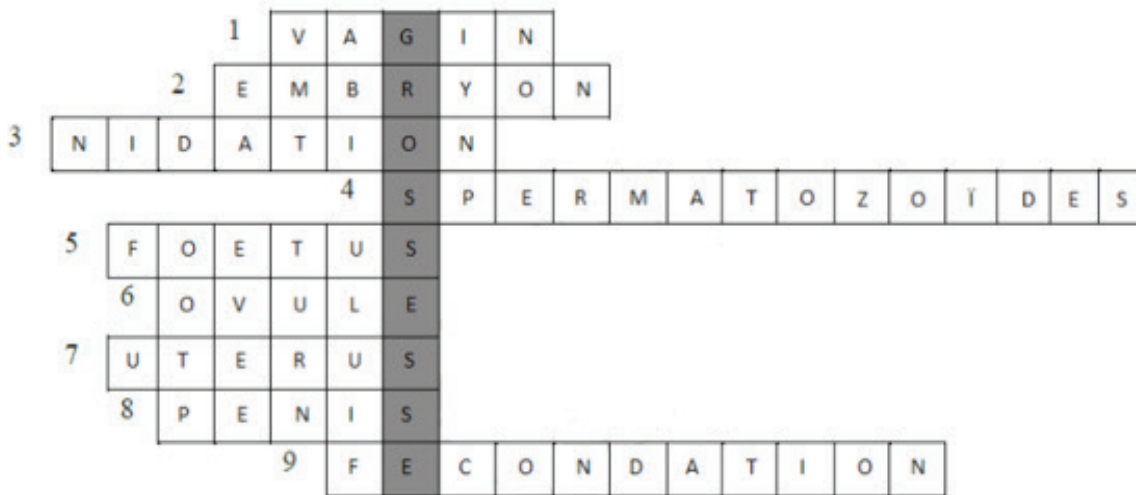 1 VAGIN
2 EMBRYON
3 NIDATION
4 SPERMATOZOÏDES
5 FOETUS
6 OVULE
7 UTERUS
8 PENIS
9 FECONDATION